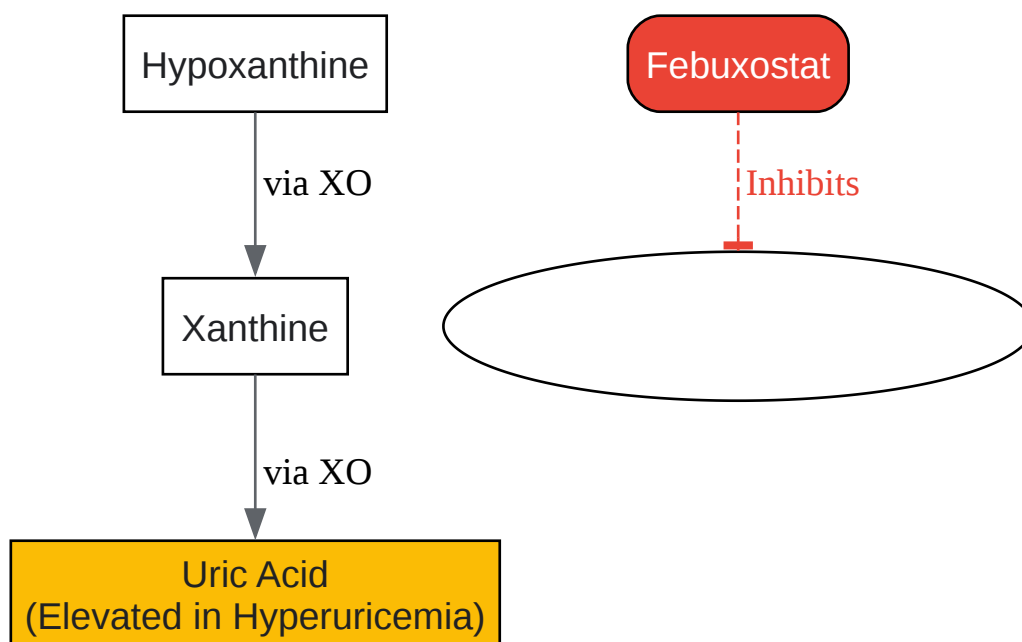 Hypoxanthine
Febuxostat
via XO
Inhibits
Xanthine
via XO
Uric Acid
(Elevated in Hyperuricemia)